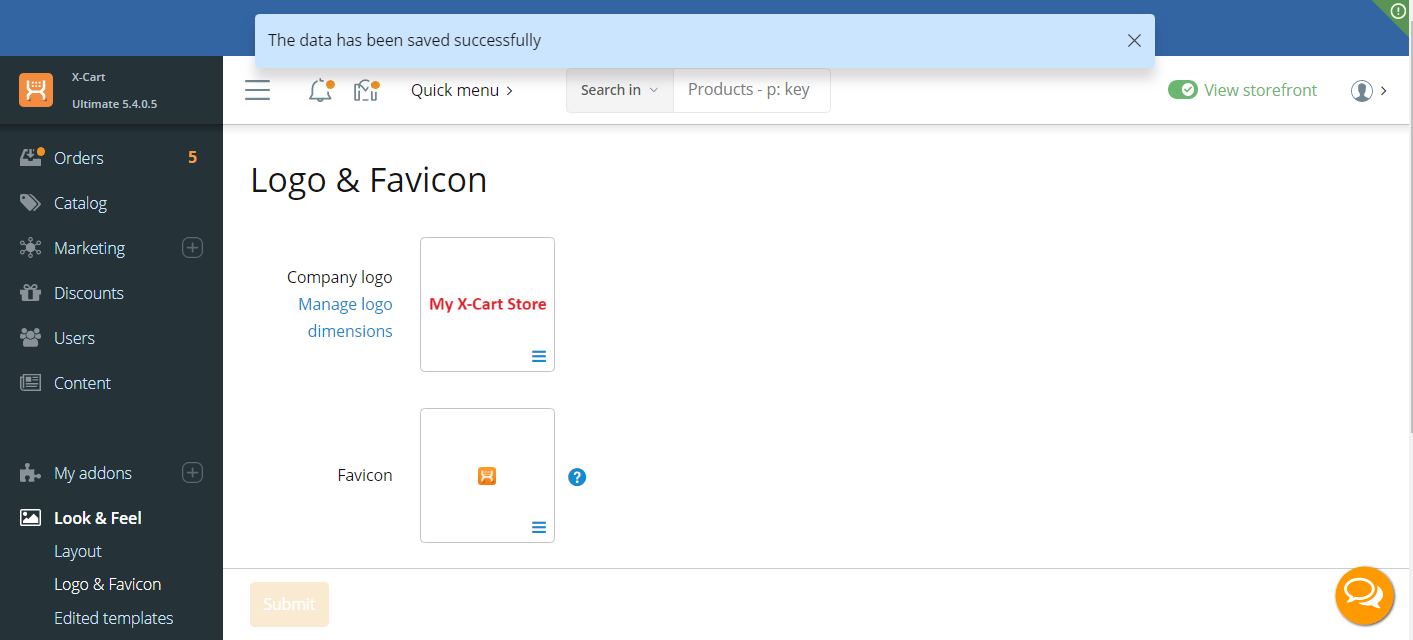 The data has been saved successfully
X-Cart
Ultimate 5.4.0.5
Quick menu
Search in
Products - p: key
View storefront
Orders 5
Catalog
Marketing
Discounts
Users
Content
My addons
Look & Feel
Layout
Logo & Favicon
Edited templates
Logo & Favicon
Company logo
Manage logo
dimensions
My X-Cart Store
Favicon
?
Submit